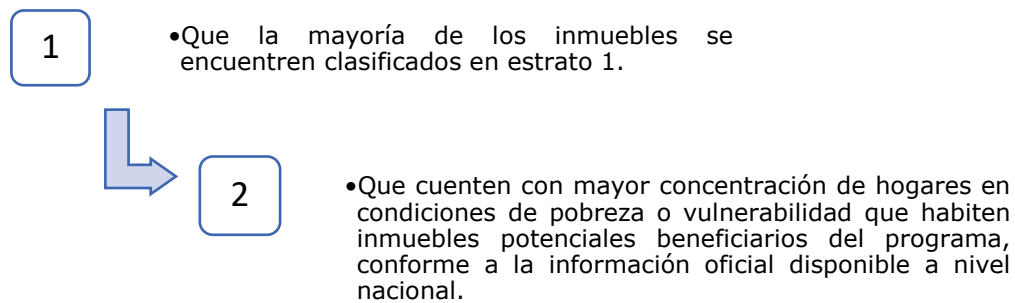 1
•Que la mayoría de los inmuebles se
encuentren clasificados en estrato 1.
2
•Que cuenten con mayor concentración de hogares en
condiciones de pobreza o vulnerabilidad que habiten
inmuebles potenciales beneficiarios del programa,
conforme a la información oficial disponible a nivel
nacional.